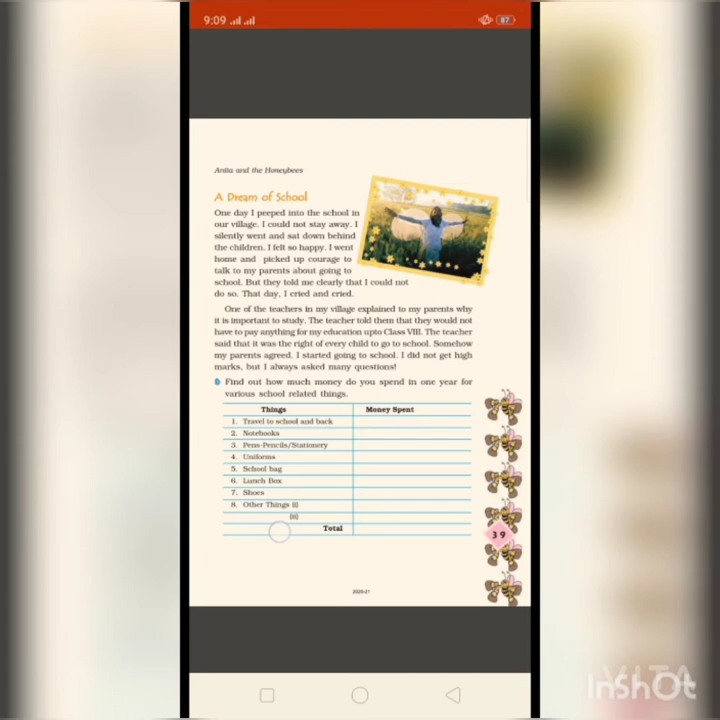 9:09
87
Anita and the Honeybees
A Dream of School
One day I peeped into the school in
our village. I could not stay away. I
silently went and sat down behind
the children. I felt so happy. I went
home and picked up courage to
talk to my parents about going to
school. But they told me clearly that I could not
do so. That day, I cried and cried.
One of the teachers in my village explained to my parents why
it is important to study. The teacher told them that they would not
have to pay anything for my education upto Class VIII. The teacher
said that it was the right of every child to go to school. Somehow
my parents agreed. I started going to school. I did not get high
marks, but I always asked many questions!
Find out how much money do you spend in one year for
various school related things.
Things Money Spent
1. Travel to school and back
2. Notebooks
3. Pens-Pencils/Stationery
4. Uniforms
5. School bag
6. Lunch Box
7. Shoes
8. Other Things (i)
(ii)
Total
39
2020-21
InshOt